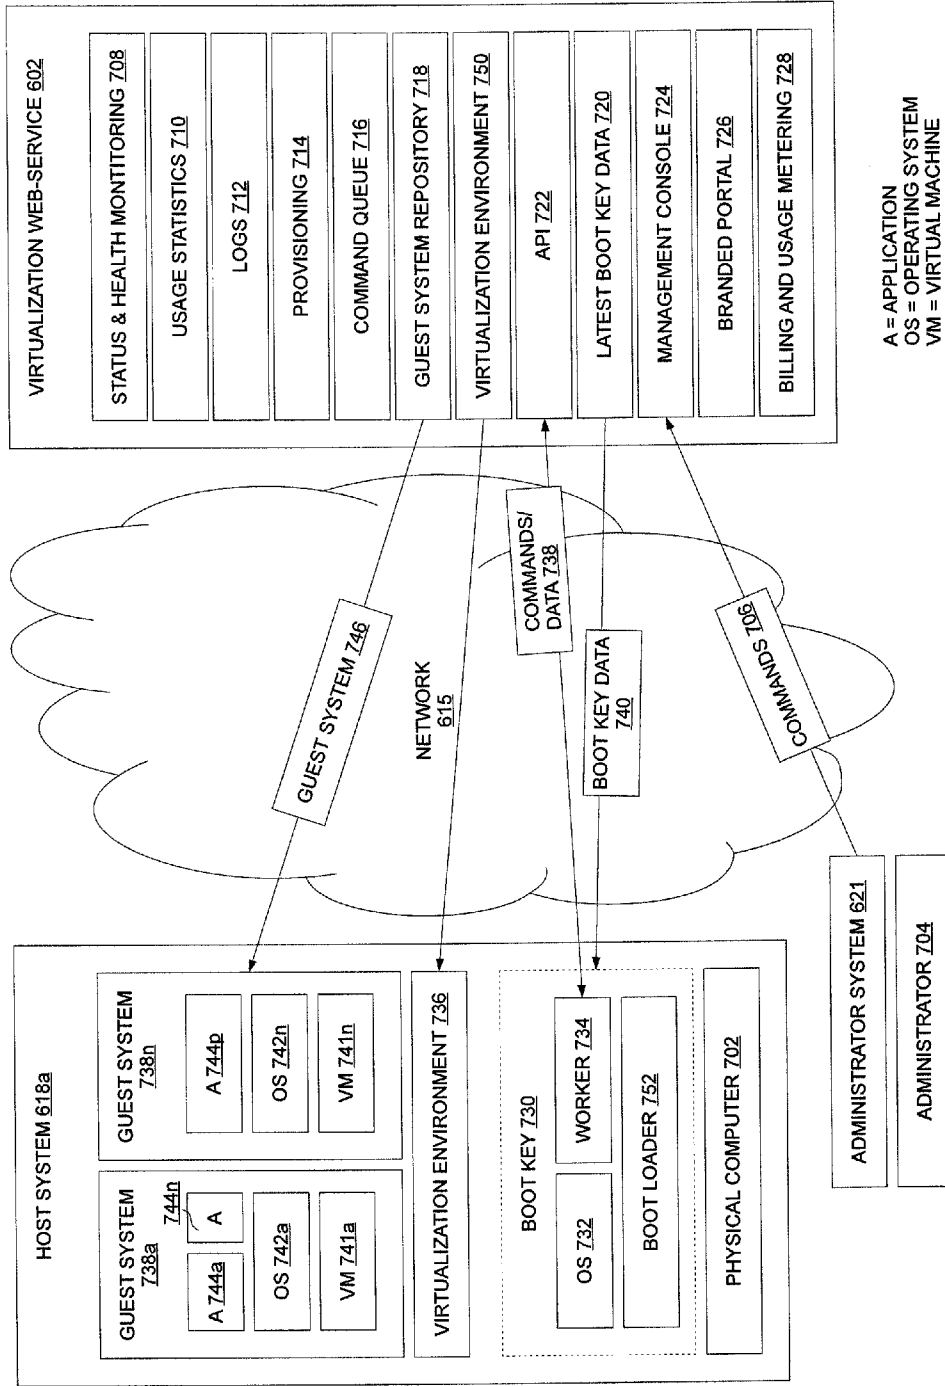 HOST SYSTEM 618a
GUEST SYSTEM
738a
744n
A 744a
A
OS 742a
VM 741a
GUEST SYSTEM
738n
A 744p
OS 742n
VM 741n
VIRTUALIZATION ENVIRONMENT 736
BOOT KEY 730
OS 732
WORKER 734
BOOT LOADER 752
PHYSICAL COMPUTER 702
ADMINISTRATOR SYSTEM 621
ADMINISTRATOR 704
GUEST SYSTEM 746
NETWORK
615
COMMANDS/
DATA 738
BOOT KEY DATA
740
COMMANDS 706
VIRTUALIZATION WEB-SERVICE 602
STATUS & HEALTH MONTITORING 708
USAGE STATISTICS 710
LOGS 712
PROVISIONING 714
COMMAND QUEUE 716
GUEST SYSTEM REPOSITORY 718
VIRTUALIZATION ENVIRONMENT 750
API 722
LATEST BOOT KEY DATA 720
MANAGEMENT CONSOLE 724
BRANDED PORTAL 726
BILLING AND USAGE METERING 728
A = APPLICATION
OS = OPERATING SYSTEM
VM = VIRTUAL MACHINE